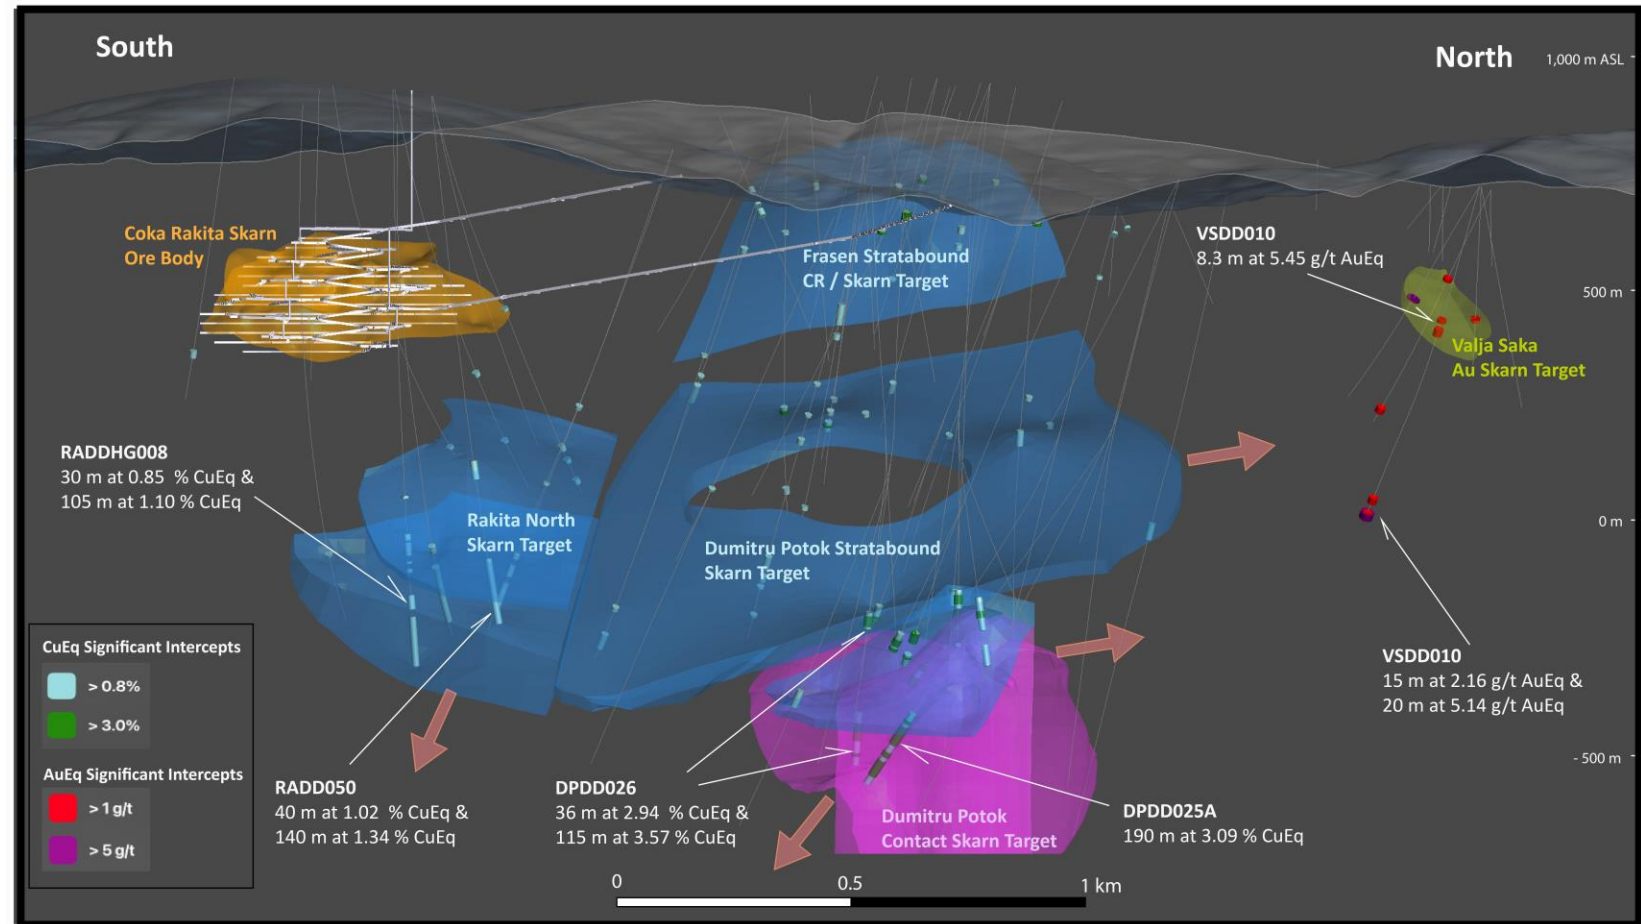 South
North
1,000 m ASL
Coka Rakita Skarn
Ore Body
Frasen Stratabound
CR / Skarn Target
VSDD010
8.3 m at 5.45 g/t AuEq
500 m
Valja Saka
Au Skarn Target
RADDHG008
30 m at 0.85 % CuEq &
105 m at 1.10 % CuEq
Rakita North
Skarn Target
Dumitru Potok Stratabound
Skarn Target
0 m
CuEq Significant Intercepts
> 0.8%
> 3.0%
AuEq Significant Intercepts
> 1 g/t
> 5 g/t
VSDD010
15 m at 2.16 g/t AuEq &
20 m at 5.14 g/t AuEq
- 500 m
RADD050
40 m at 1.02 % CuEq &
140 m at 1.34 % CuEq
DPDD026
36 m at 2.94 % CuEq &
115 m at 3.57 % CuEq
Dumitru Potok
Contact Skarn Target
DPDD025A
190 m at 3.09 % CuEq
0 0.5 1 km